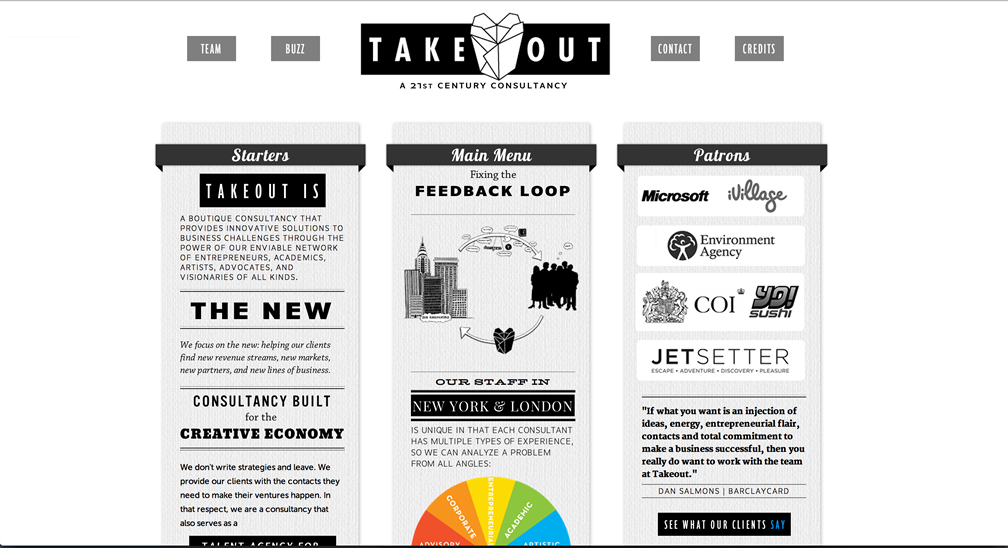 TEAM
BUZZ
TAKE OUT
CONTACT
CREDITS
A 21ST CENTURY CONSULTANCY
Starters
TAKEOUT IS
A BOUTIQUE CONSULTANCY THAT
PROVIDES INNOVATIVE SOLUTIONS TO
BUSINESS CHALLENGES THROUGH THE
POWER OF OUR ENVIABLE NETWORK
OF ENTREPRENEURS, ACADEMICS,
ARTISTS, ADVOCATES, AND
VISIONARIES OF ALL KINDS.
THE NEW
We focus on the new: helping our clients
find new revenue streams, new markets,
new partners, and new lines of business.
CONSULTANCY BUILT
for the
CREATIVE ECONOMY
We don't write strategies and leave. We
provide our clients with the contacts they
need to make their ventures happen. In
that respect, we are a consultancy that
also serves as a
TALENT AGENCY FOR
Main Menu
Fixing the
FEEDBACK LOOP
OUR STAFF IN
NEW YORK & LONDON
IS UNIQUE IN THAT EACH CONSULTANT
HAS MULTIPLE TYPES OF EXPERIENCE,
SO WE CAN ANALYZE A PROBLEM
FROM ALL ANGLES:
ADVISORY
CORPORATE
ENTREPRENEURIAL
ACADEMIC
ARTISTIC
Patrons
Microsoft iVillage
Environment
Agency
COI YO!
Sushi
JETSETTER
ESCAPE • ADVENTURE • DISCOVERY • PLEASURE
"If what you want is an injection of
ideas, energy, entrepreneurial flair,
contacts and total commitment to
make a business successful, then you
really do want to work with the team
at Takeout."
DAN SALMONS | BARCLAYCARD
SEE WHAT OUR CLIENTS SAY